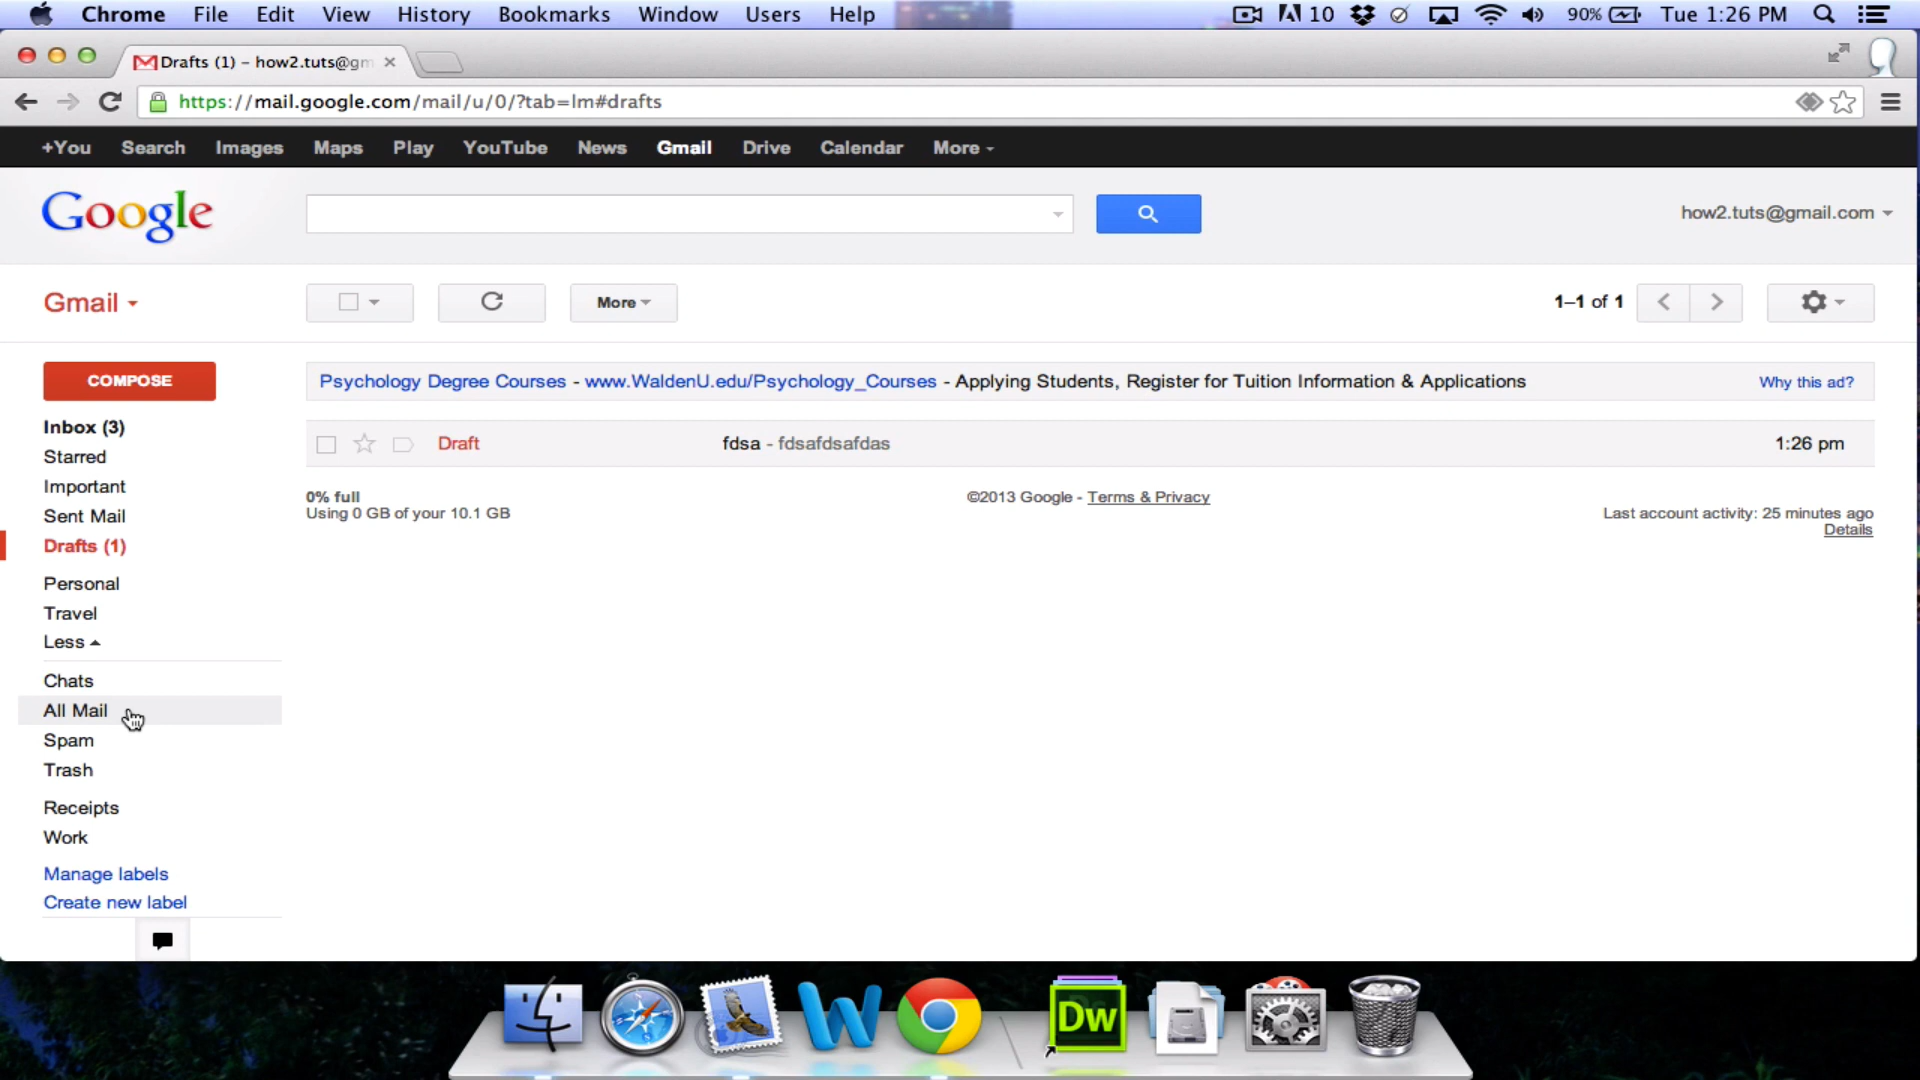 Chrome File Edit View History Bookmarks Window Users Help 10 90% Tue 1:26 PM
Drafts (1) – how2.tuts@gm
https://mail.google.com/mail/u/0/?tab=lm#drafts
+You Search Images Maps Play YouTube News Gmail Drive Calendar More
Google how2.tuts@gmail.com
Gmail More 1–1 of 1
COMPOSE
Psychology Degree Courses - www.WaldenU.edu/Psychology_Courses - Applying Students, Register for Tuition Information & Applications Why this ad?
Inbox (3)
Draft fdsa - fdsafdsafdas 1:26 pm
Starred
Important
0% full
Using 0 GB of your 10.1 GB
©2013 Google - Terms & Privacy
Last account activity: 25 minutes ago
Details
Sent Mail
Drafts (1)
Personal
Travel
Less
Chats
All Mail
Spam
Trash
Receipts
Work
Manage labels
Create new label
W
Dw